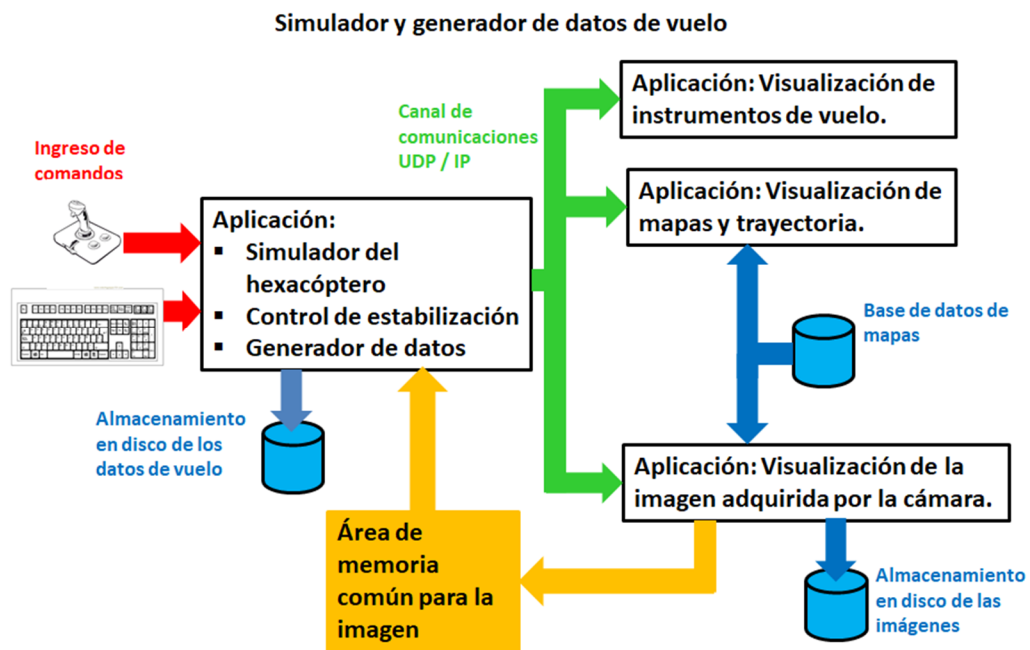 Simulador y generador de datos de vuelo
Aplicación: Visualización de
instrumentos de vuelo.
Canal de
comunicaciones
UDP / IP
Ingreso de
comandos
Aplicación: Visualización de
mapas y trayectoria.
Aplicación:
▪ Simulador del
hexacóptero
▪ Control de estabilización
▪ Generador de datos
Base de datos de
mapas
Almacenamiento
en disco de los
datos de vuelo
Aplicación: Visualización de la
imagen adquirida por la cámara.
Área de
memoria
común para la
imagen
Almacenamiento
en disco de las
imágenes